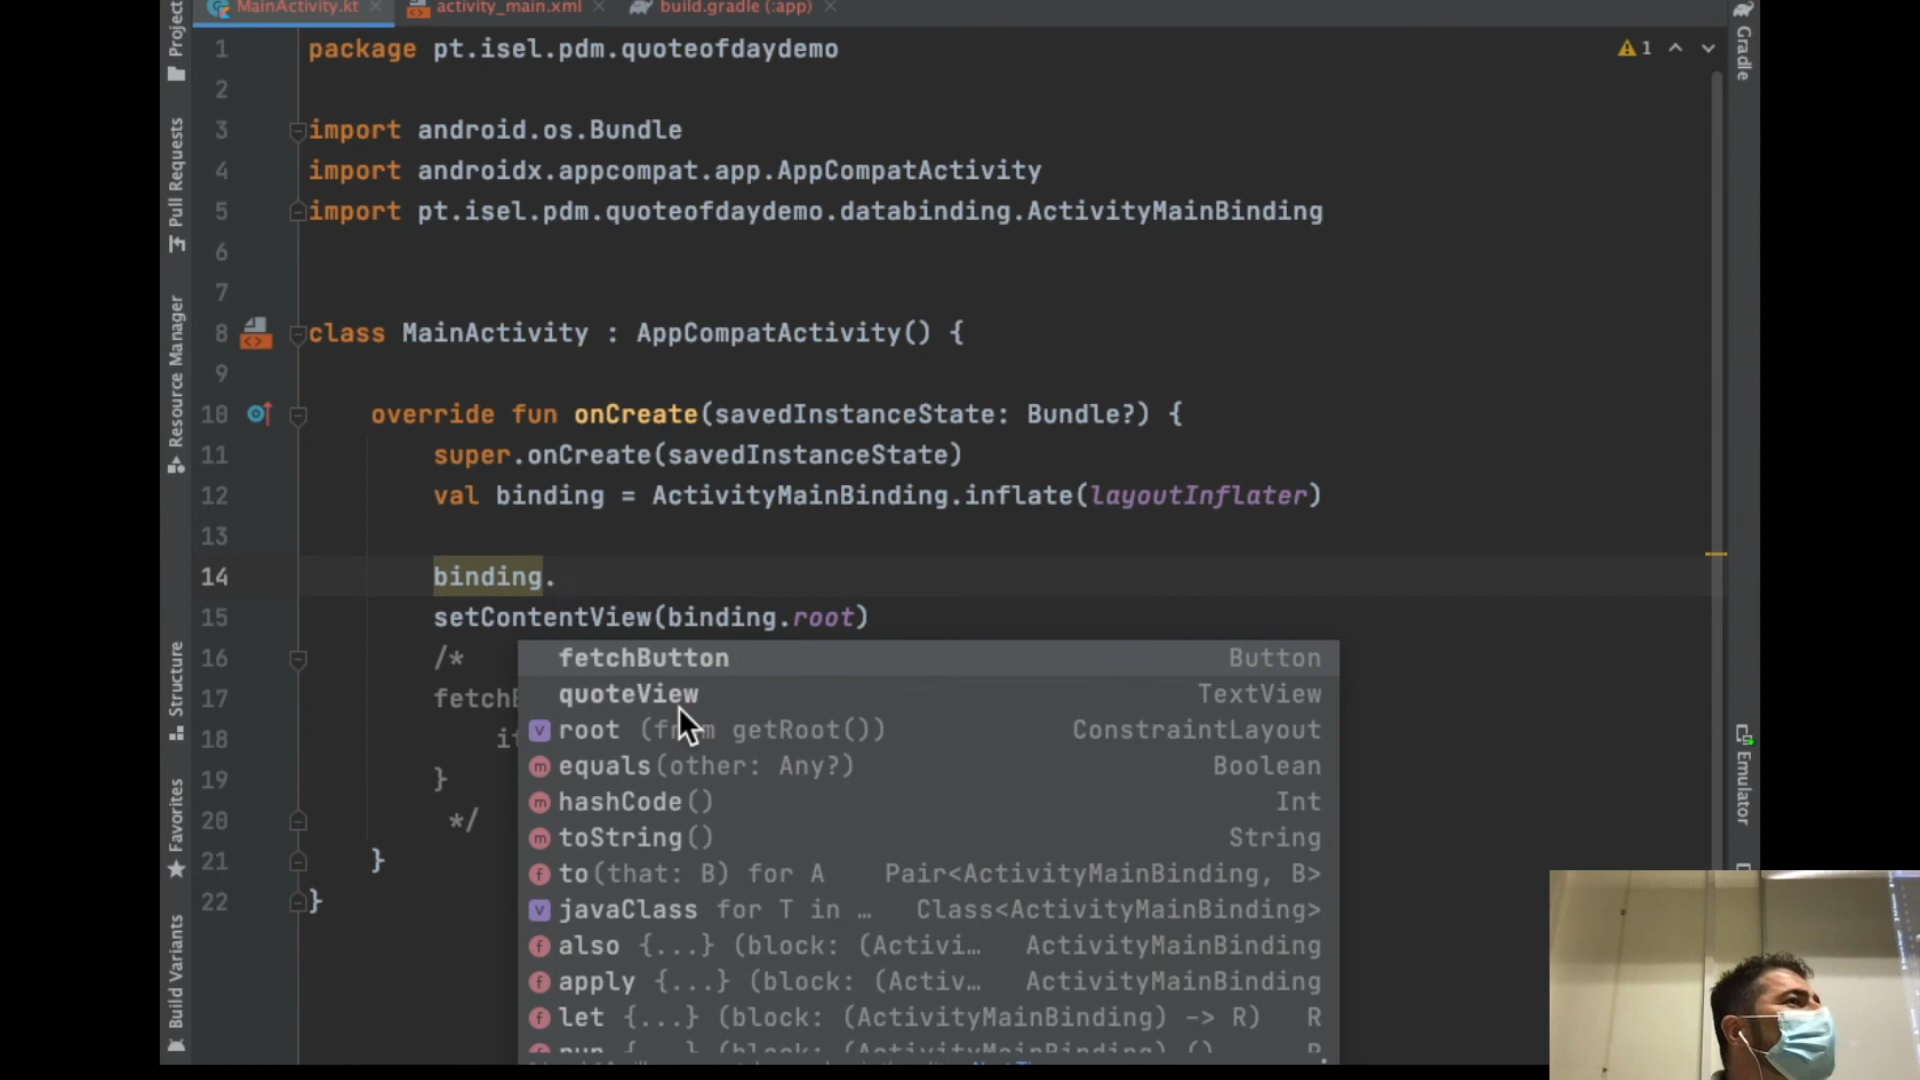 MainActivity.kt
activity_main.xml
build.gradle (:app)
Project
Pull Requests
Resource Manager
Structure
Favorites
Build Variants
1 package pt.isel.pdm.quoteofdaydemo
2
3 import android.os.Bundle
4 import androidx.appcompat.app.AppCompatActivity
5 import pt.isel.pdm.quoteofdaydemo.databinding.ActivityMainBinding
6
7
8 class MainActivity : AppCompatActivity() {
9
10 override fun onCreate(savedInstanceState: Bundle?) {
11 super.onCreate(savedInstanceState)
12 val binding = ActivityMainBinding.inflate(layoutInflater)
13
14 binding.
15 setContentView(binding.root)
16 /*
17
18
19 }
20 */
21 }
22 }
fetchButton Button
quoteView TextView
v root getRoot()) ConstraintLayout
m equals(other: Any?) Boolean
m hashCode() Int
m toString() String
f to(that: B) for A Pair<ActivityMainBinding, B>
v javaClass for T in … Class<ActivityMainBinding>
f also {...} (block: (Activi… ActivityMainBinding
f apply {...} (block: (Activ… ActivityMainBinding
f let {...} (block: (ActivityMainBinding) -> R) R
1
Gradle
Emulator